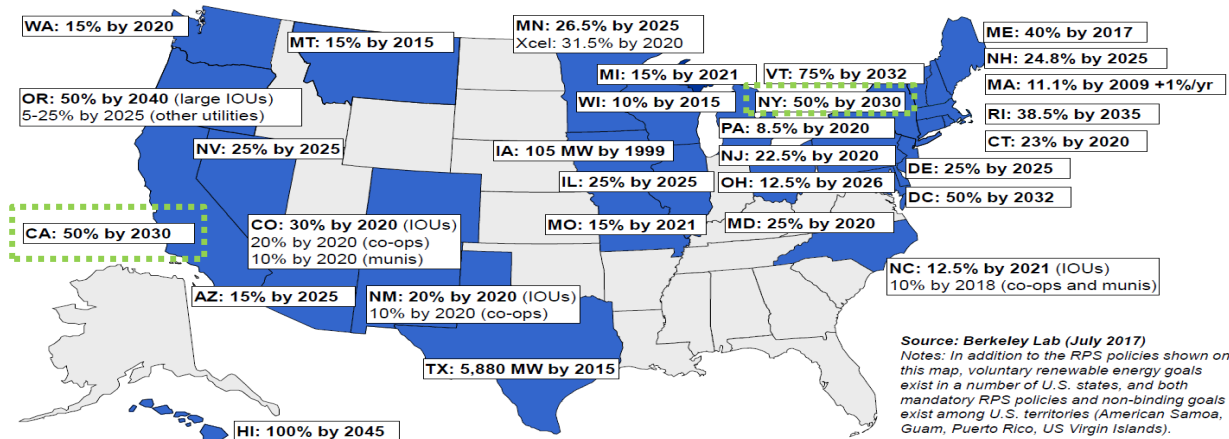 WA: 15% by 2020
MT: 15% by 2015
MN: 26.5% by 2025
Xcel: 31.5% by 2020
ME: 40% by 2017
NH: 24.8% by 2025
MI: 15% by 2021
VT: 75% by 2032
MA: 11.1% by 2009 +1%/yr
OR: 50% by 2040 (large IOUs)
5-25% by 2025 (other utilities)
WI: 10% by 2015
NY: 50% by 2030
RI: 38.5% by 2035
PA: 8.5% by 2020
CT: 23% by 2020
NV: 25% by 2025
IA: 105 MW by 1999
NJ: 22.5% by 2020
DE: 25% by 2025
IL: 25% by 2025
OH: 12.5% by 2026
DC: 50% by 2032
CA: 50% by 2030
CO: 30% by 2020 (IOUs)
20% by 2020 (co-ops)
10% by 2020 (munis)
MO: 15% by 2021
MD: 25% by 2020
NC: 12.5% by 2021 (IOUs)
10% by 2018 (co-ops and munis)
AZ: 15% by 2025
NM: 20% by 2020 (IOUs)
10% by 2020 (co-ops)
TX: 5,880 MW by 2015
HI: 100% by 2045
Source: Berkeley Lab (July 2017)
Notes: In addition to the RPS policies shown on
this map, voluntary renewable energy goals
exist in a number of U.S. states, and both
mandatory RPS policies and non-binding goals
exist among U.S. territories (American Samoa,
Guam, Puerto Rico, US Virgin Islands).